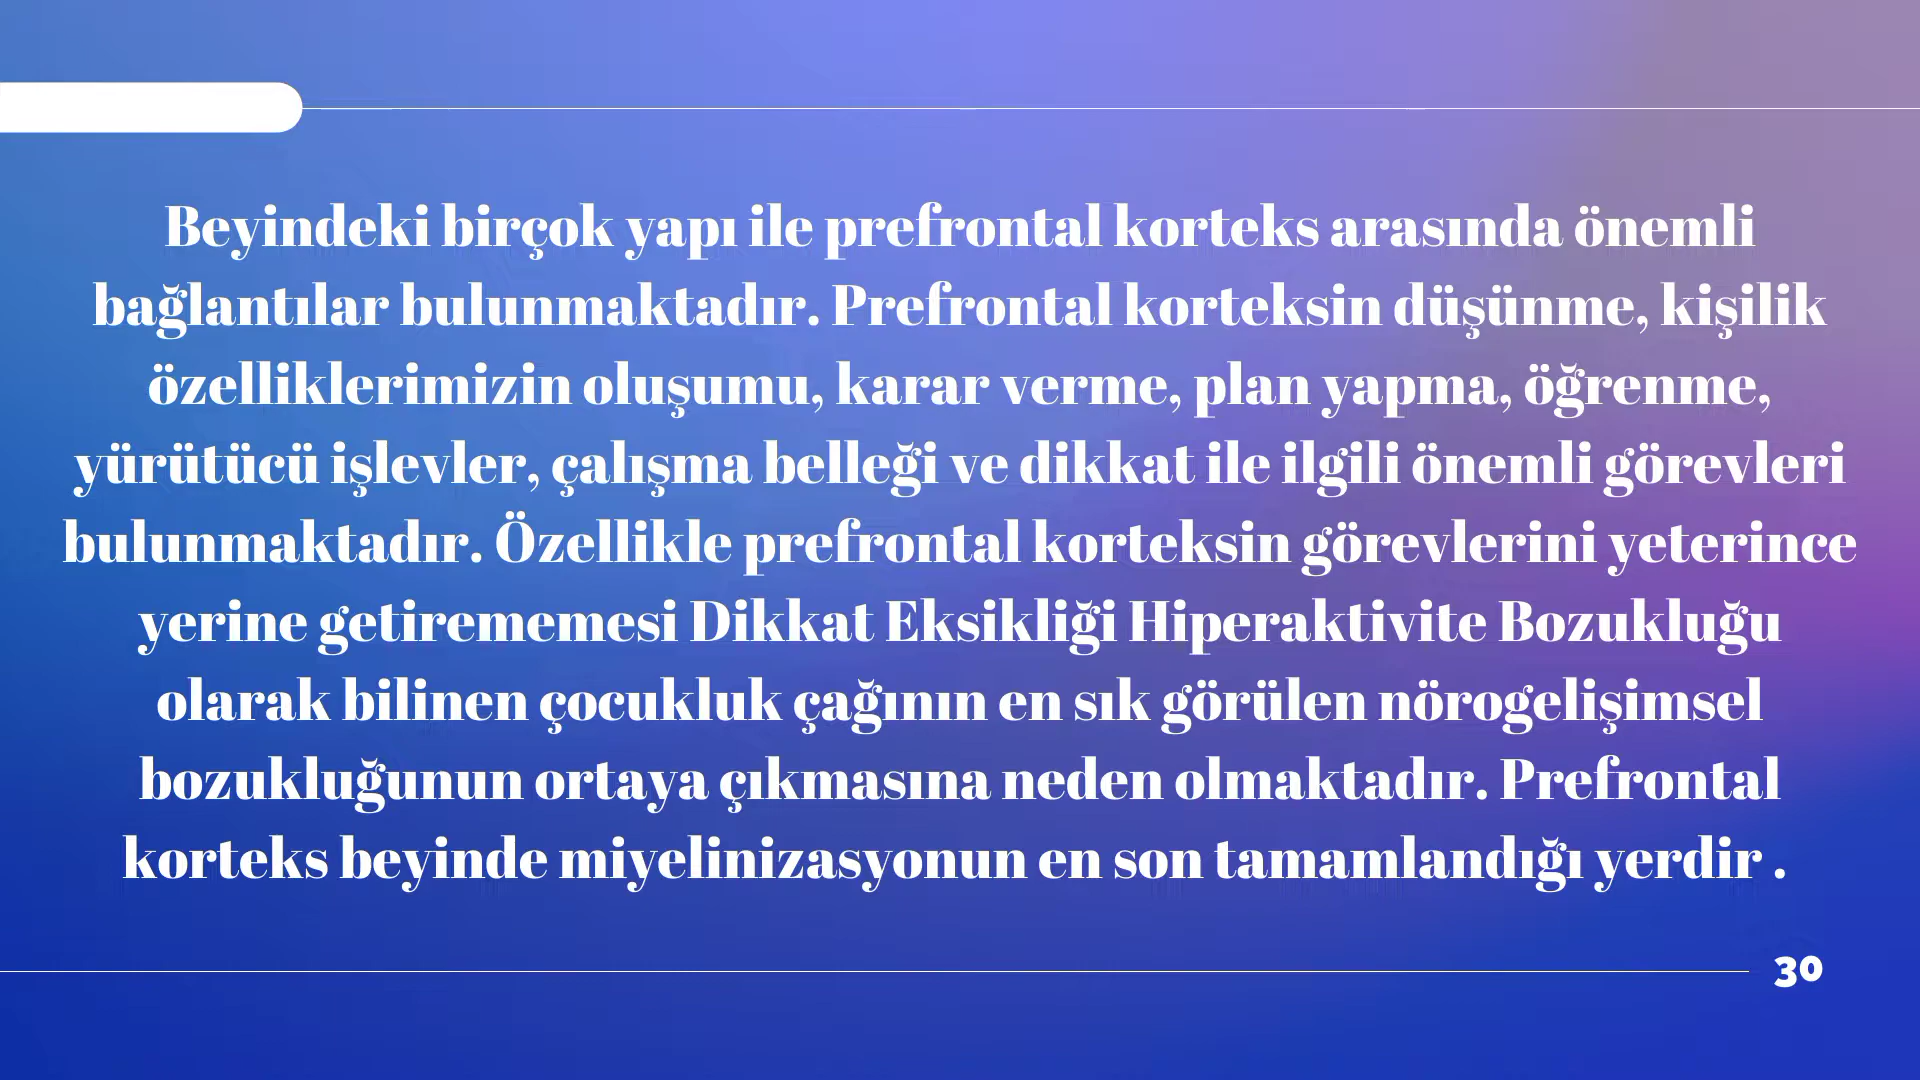 Beyindeki birçok yapı ile prefrontal korteks arasında önemli
bağlantılar bulunmaktadır. Prefrontal korteksin düşünme, kişilik
özelliklerimizin oluşumu, karar verme, plan yapma, öğrenme,
yürütücü işlevler, çalışma belleği ve dikkat ile ilgili önemli görevleri
bulunmaktadır. Özellikle prefrontal korteksin görevlerini yeterince
yerine getirememesi Dikkat Eksikliği Hiperaktivite Bozukluğu
olarak bilinen çocukluk çağının en sık görülen nörogelişimsel
bozukluğunun ortaya çıkmasına neden olmaktadır. Prefrontal
korteks beyinde miyelinizasyonun en son tamamlandığı yerdir .
30